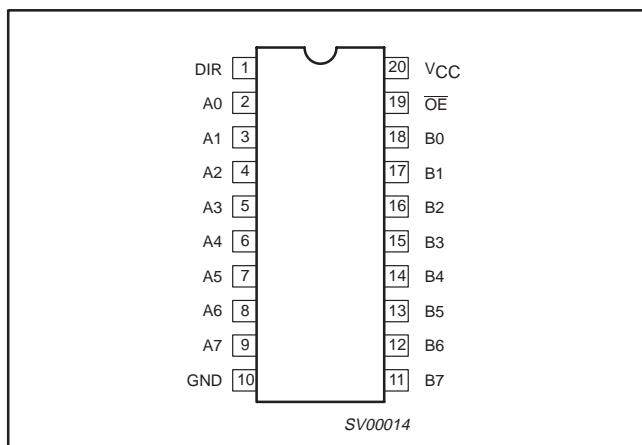 DIR 1 20 VCC
A0 2 19 O̅E̅
A1 3 18 B0
A2 4 17 B1
A3 5 16 B2
A4 6 15 B3
A5 7 14 B4
A6 8 13 B5
A7 9 12 B6
GND 10 11 B7
SV00014